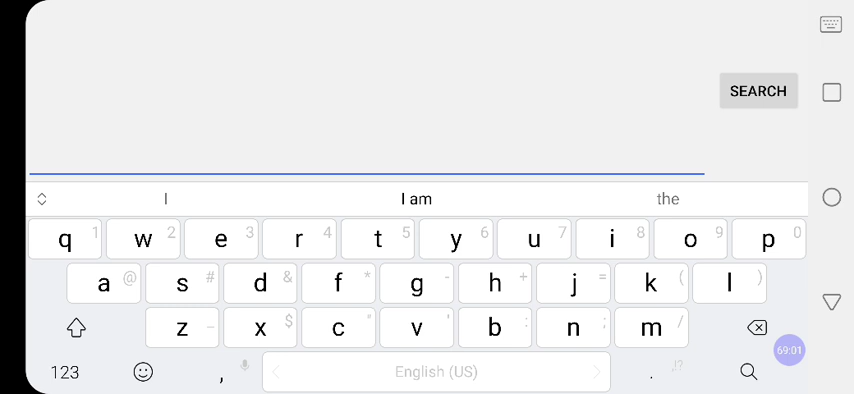 SEARCH
I I am the
q 1 w 2 e 3 r 4 t 5 y 6 u 7 i 8 o 9 p 0
a @ s # d & f * g - h + j = k ( l )
z _ x $ c " v ' b : n ; m /
123 , English (US) . ,!?
69:01